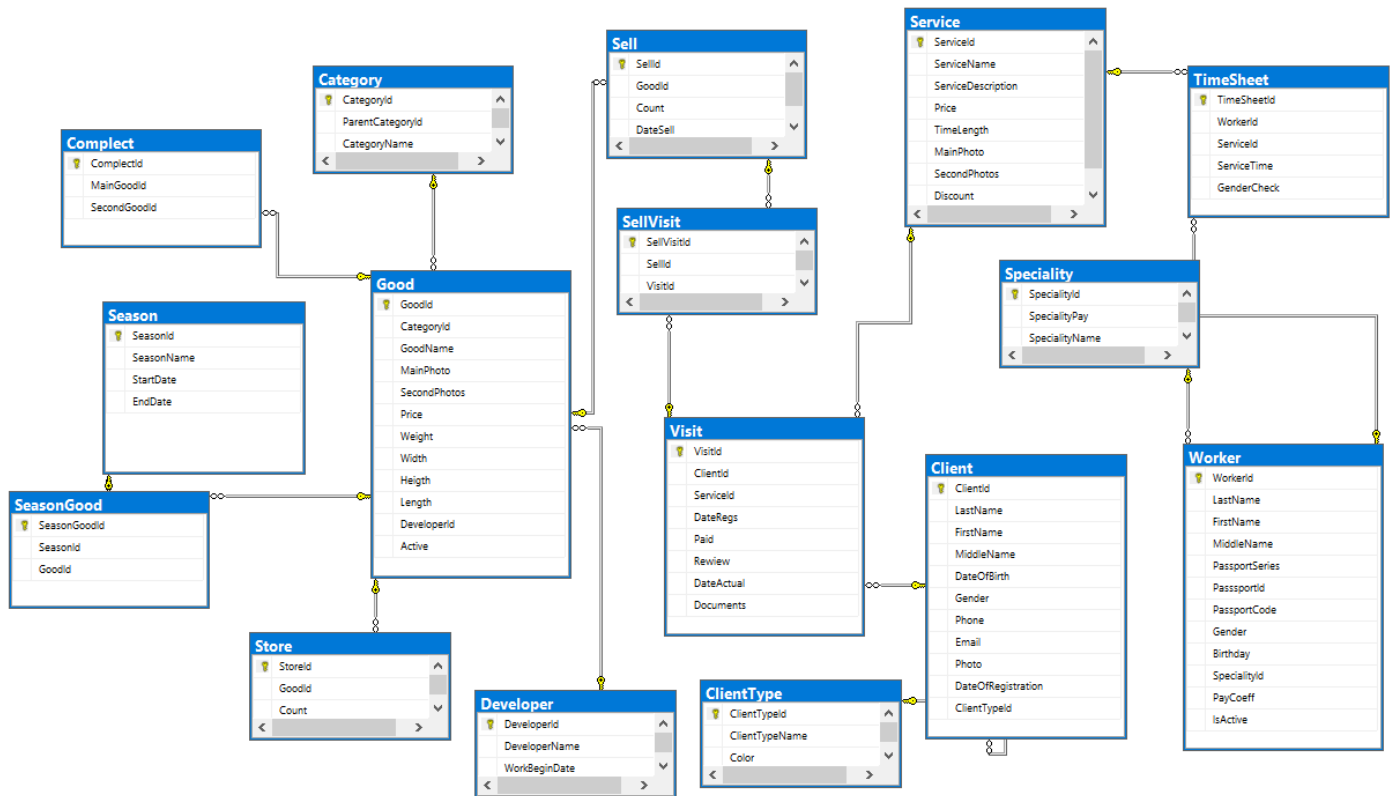 Service
ServiceId
ServiceName
ServiceDescription
Price
TimeLength
MainPhoto
SecondPhotos
Discount
Sell
SellId
GoodId
Count
DateSell
Category
CategoryId
ParentCategoryId
CategoryName
TimeSheet
TimeSheetId
WorkerId
ServiceId
ServiceTime
GenderCheck
Complect
ComplectId
MainGoodId
SecondGoodId
SellVisit
SellVisitId
SellId
VisitId
Speciality
SpecialityId
SpecialityPay
SpecialityName
Good
GoodId
CategoryId
GoodName
MainPhoto
SecondPhotos
Price
Weight
Width
Heigth
Length
DeveloperId
Active
Season
SeasonId
SeasonName
StartDate
EndDate
Visit
VisitId
ClientId
ServiceId
DateRegs
Paid
Rewiew
DateActual
Documents
Client
ClientId
LastName
FirstName
MiddleName
DateOfBirth
Gender
Phone
Email
Photo
DateOfRegistration
ClientTypeId
Worker
WorkerId
LastName
FirstName
MiddleName
PassportSeries
PasssportId
PassportCode
Gender
Birthday
SpecialityId
PayCoeff
IsActive
SeasonGood
SeasonGoodId
SeasonId
GoodId
Store
StoreId
GoodId
Count
Developer
DeveloperId
DeveloperName
WorkBeginDate
ClientType
ClientTypeId
ClientTypeName
Color